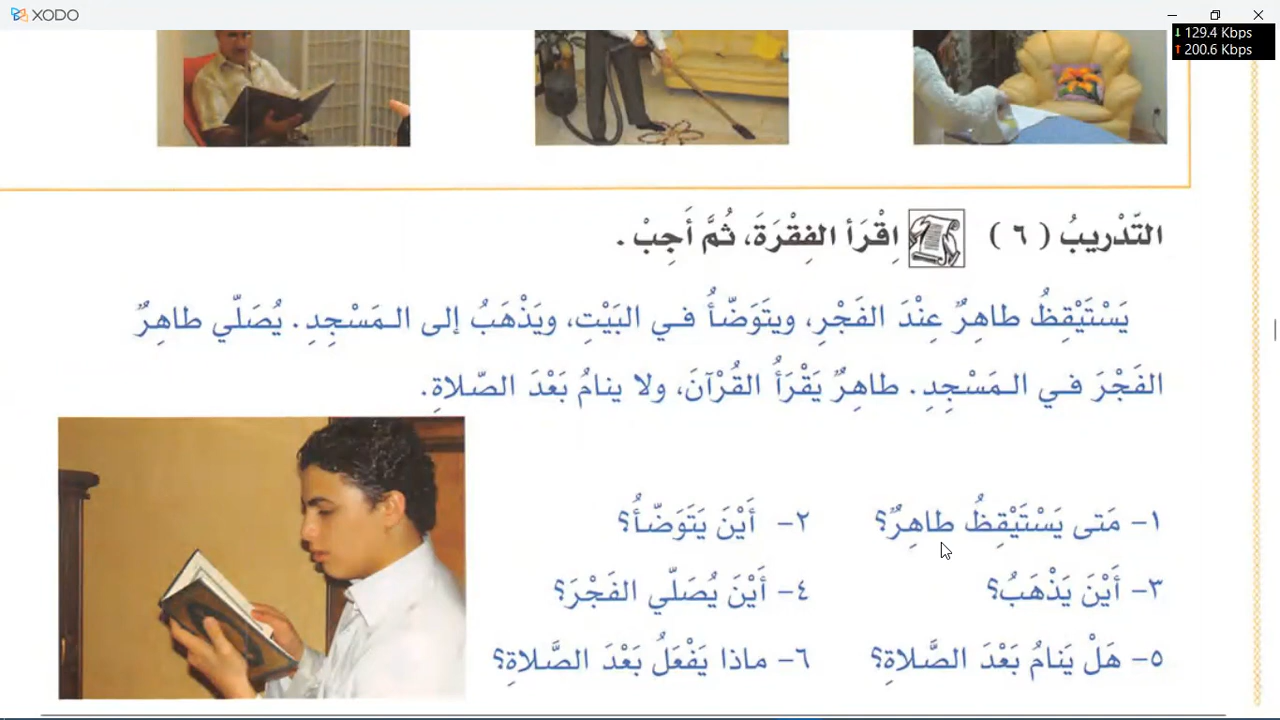 XODO
↓ 129.4 Kbps
↑ 200.6 Kbps
التّدْريبُ ( ٦ ) اِقْرَأ الفِقْرَةَ، ثُمَّ أَجِبْ .
يَسْتَيْقِظُ طاهِرٌ عِنْدَ الفَجْرِ، ويتَوَضّأُ في البَيْتِ، ويَذْهَبُ إلى المَسْجِدِ. يُصَلّي طاهِرٌ
الفَجْرَ في المَسْجِدِ. طاهِرٌ يَقْرَأُ القُرْآنَ، ولا ينامُ بَعْدَ الصّلاةِ.
١- مَتى يَسْتَيْقِظُ طاهِرٌ؟ ٢- أَيْنَ يَتَوَضّأُ؟
٣- أَيْنَ يَذْهَبُ؟ ٤- أَيْنَ يُصَلّي الفَجْرَ؟
٥- هَلْ يَنامُ بَعْدَ الصَّلاةِ؟ ٦- ماذا يَفْعَلُ بَعْدَ الصَّلاةِ؟